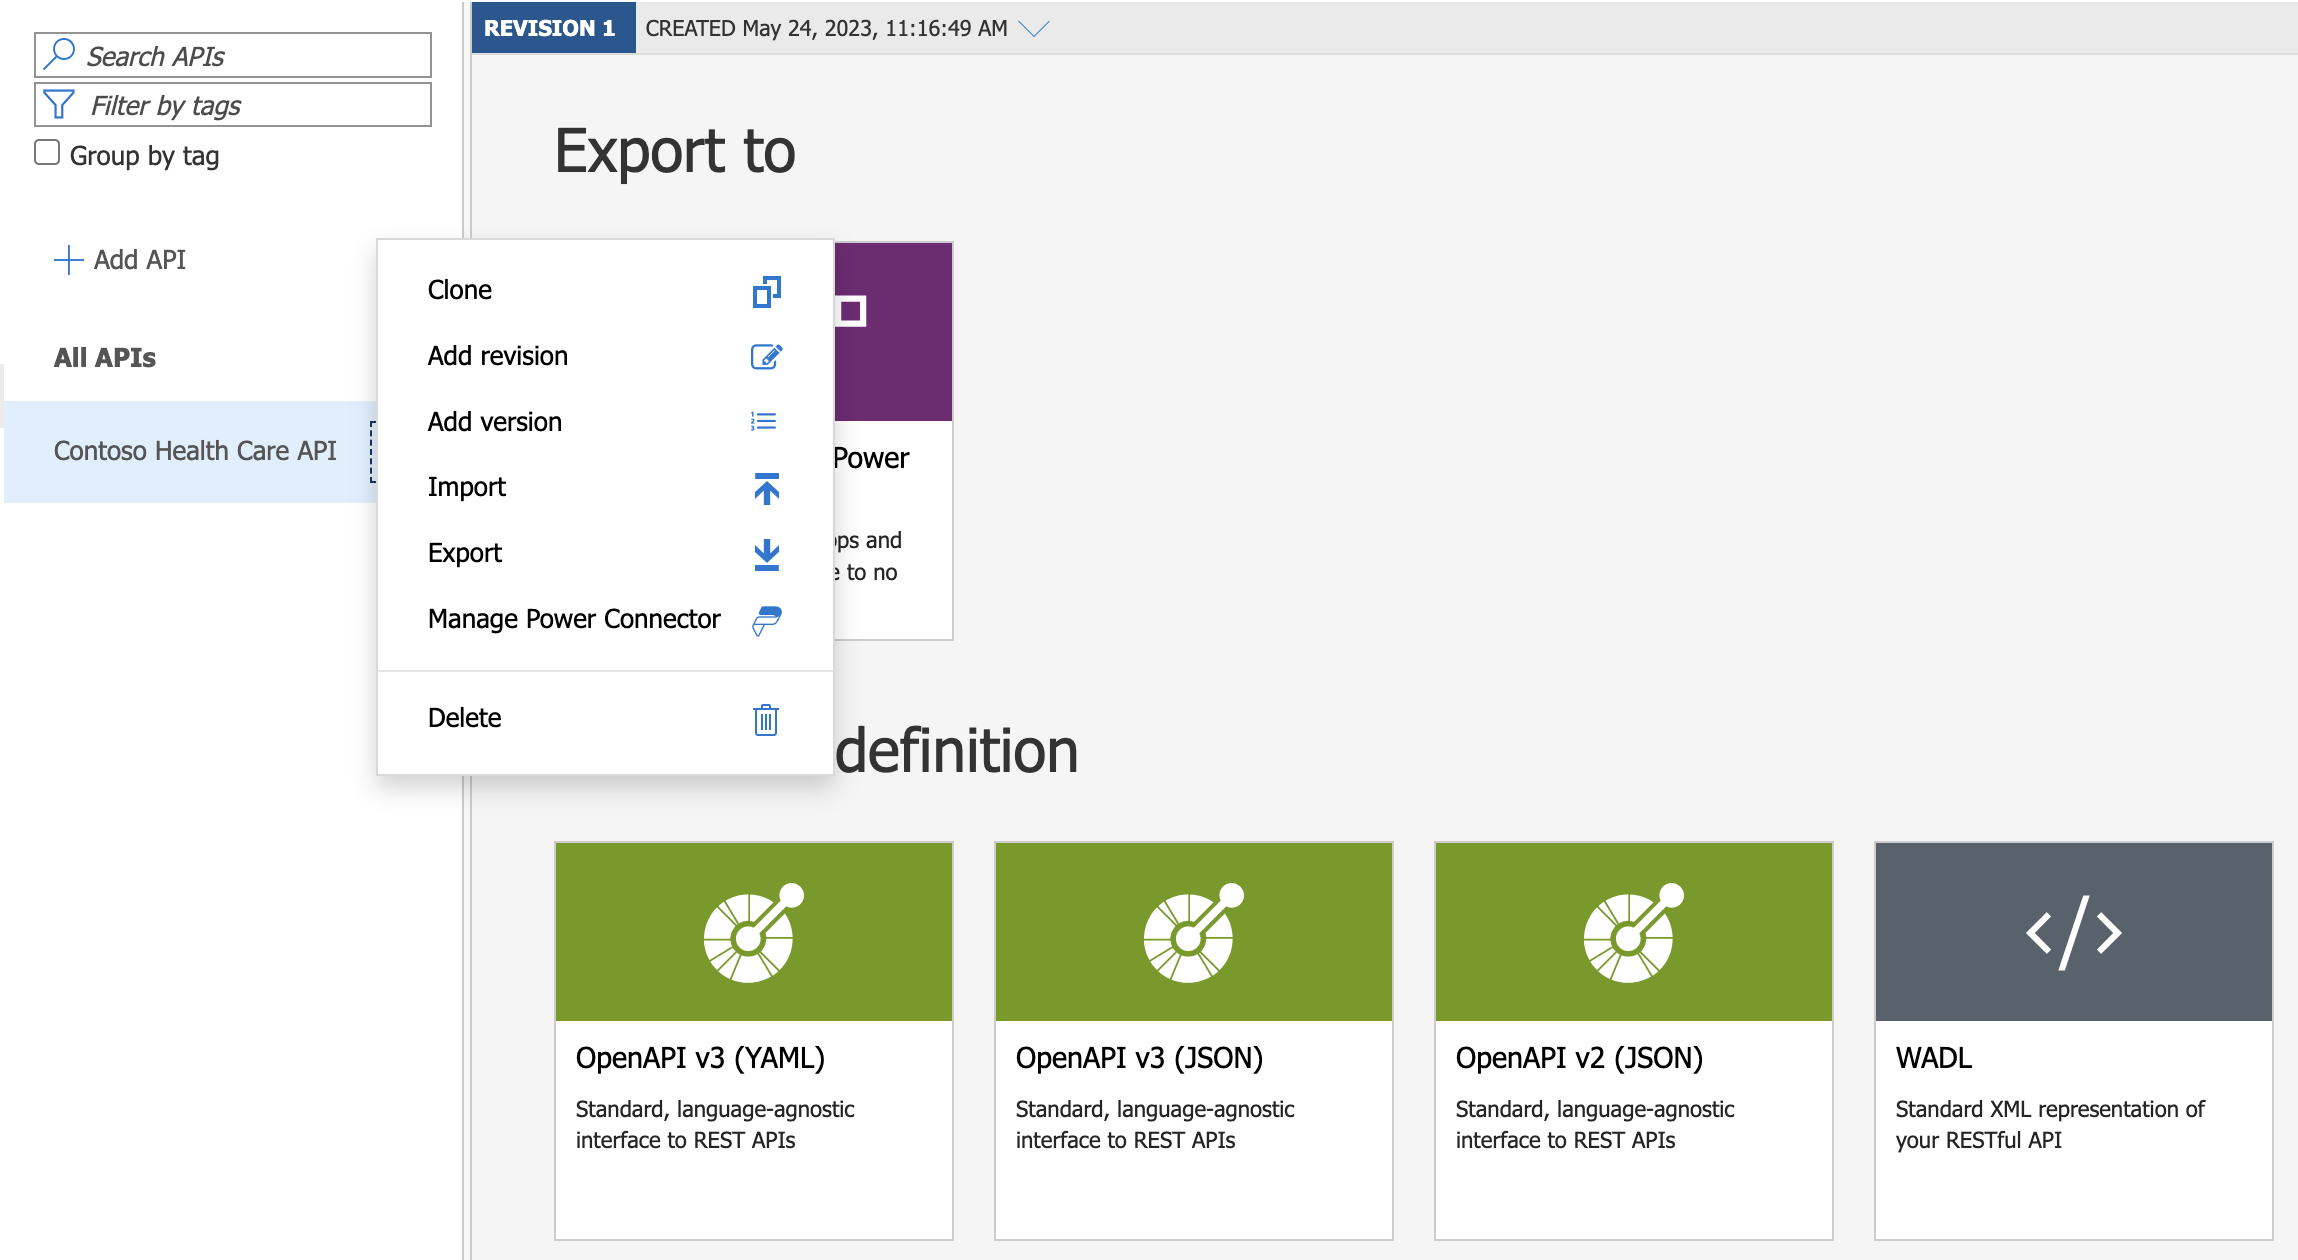 Search APIs
Filter by tags
Group by tag
Add API
All APIs
Contoso Health Care API
Clone
Add revision
Add version
Import
Export
Manage Power Connector
Delete
REVISION 1 CREATED May 24, 2023, 11:16:49 AM
Export to
Power
and
to no
definition
OpenAPI v3 (YAML)
Standard, language-agnostic
interface to REST APIs
OpenAPI v3 (JSON)
Standard, language-agnostic
interface to REST APIs
OpenAPI v2 (JSON)
Standard, language-agnostic
interface to REST APIs
WADL
Standard XML representation of
your RESTful API